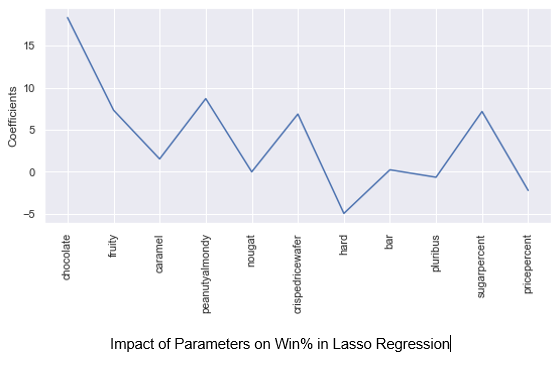 15
10
5
0
−5
Coefficients
chocolate
fruity
caramel
peanutyalmondy
nougat
crispedricewafer
hard
bar
pluribus
sugarpercent
pricepercent
Impact of Parameters on Win% in Lasso Regression